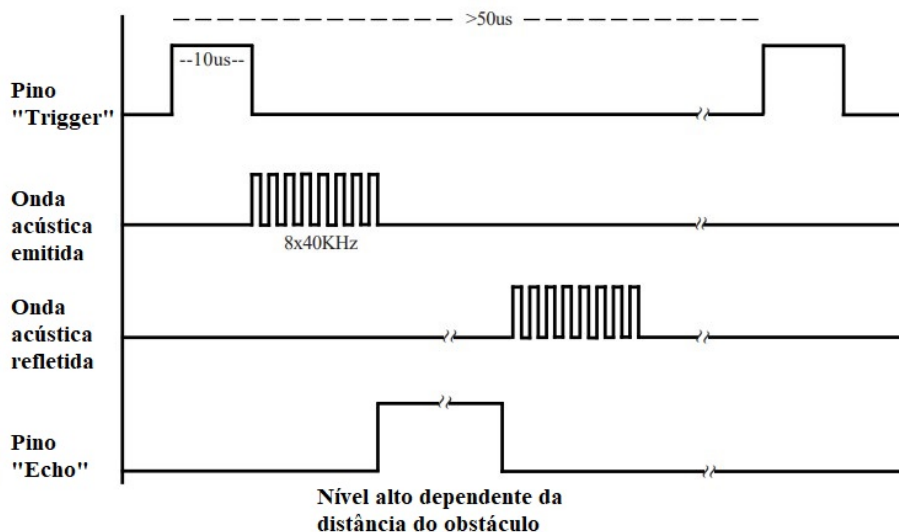 >50us
--10us--
Pino
"Trigger"
Onda
acústica
emitida
8x40KHz
Onda
acústica
refletida
Pino
"Echo"
Nível alto dependente da
distância do obstáculo